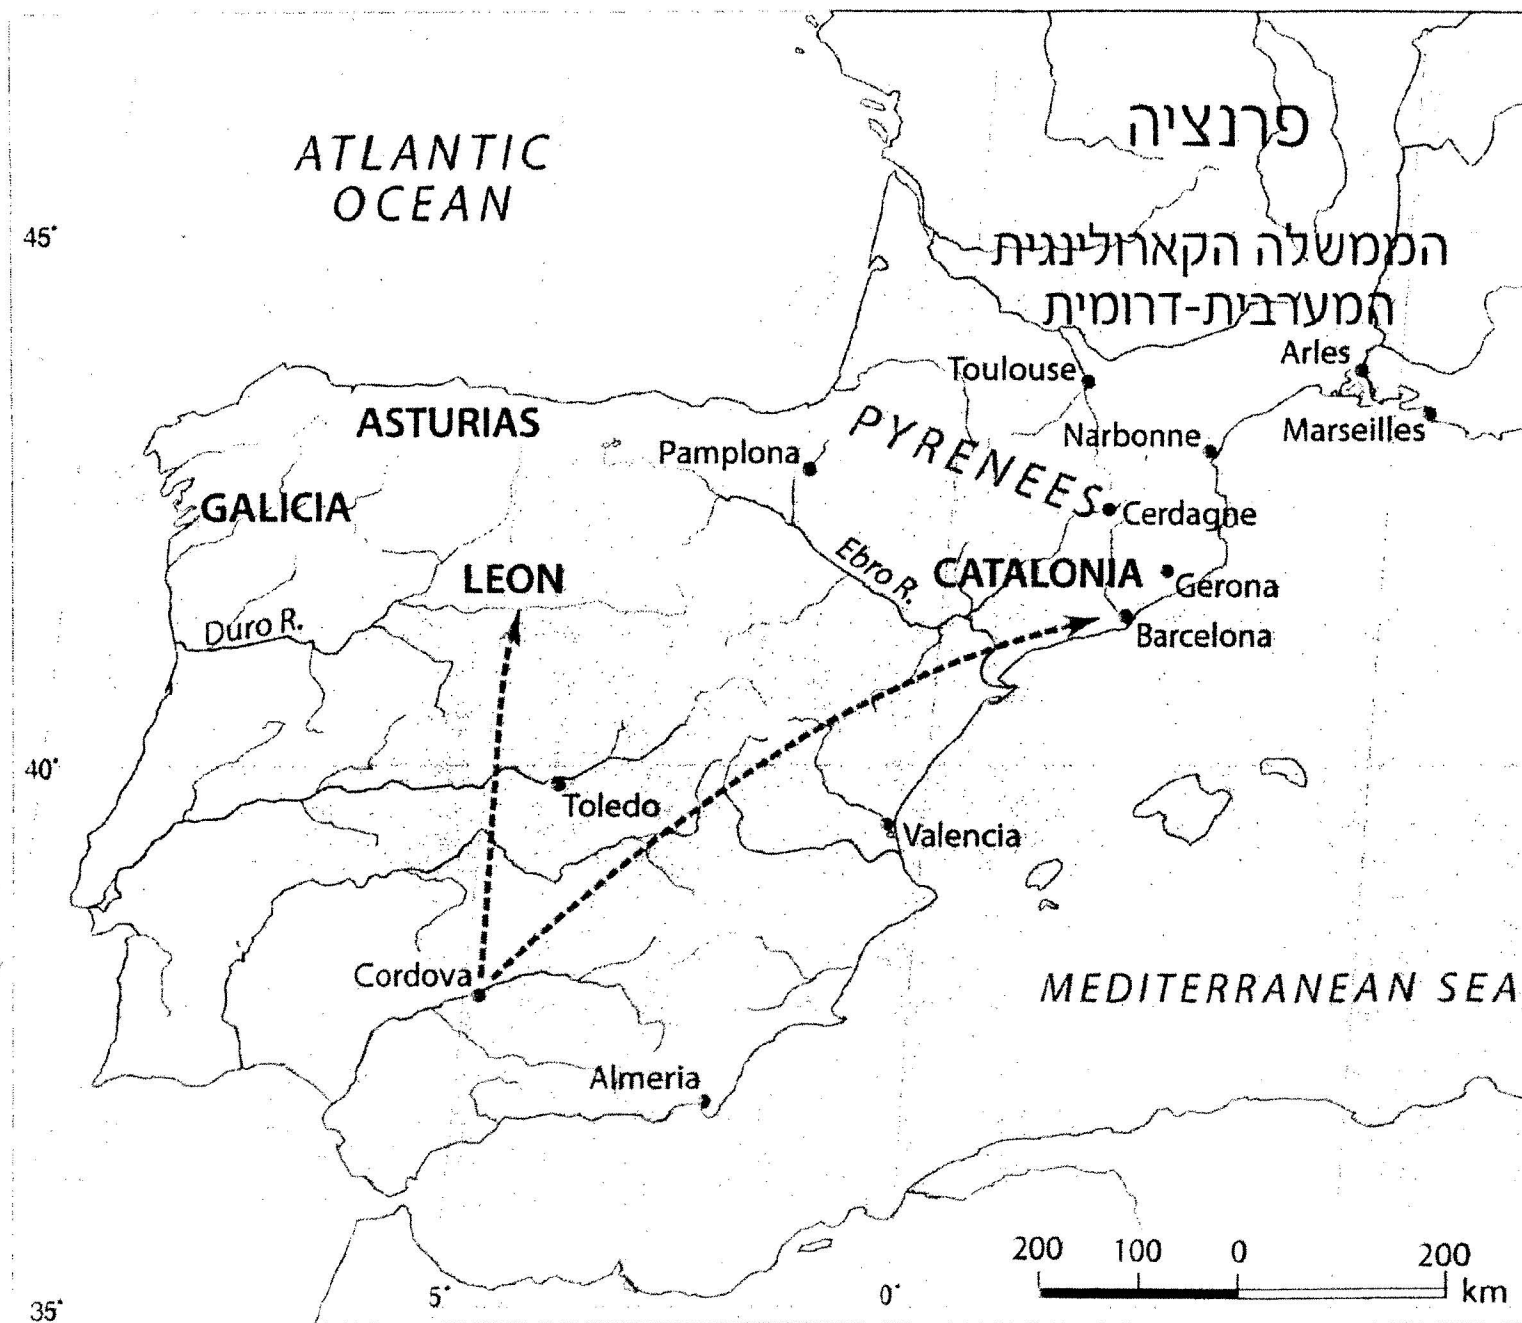 פרנציה
ATLANTIC
OCEAN
45°
הממשלה הקארולינגית
המערבית-דרומית
Arles
Toulouse
Marseilles
ASTURIAS
PYRENEES
Narbonne
Pamplona
GALICIA
Cerdagne
Ebro R.
CATALONIA
LEON
Gerona
Duro R.
Barcelona
40°
Toledo
Valencia
Cordova
MEDITERRANEAN SEA
Almeria
200 100 0 200
km
35°
5°
0°